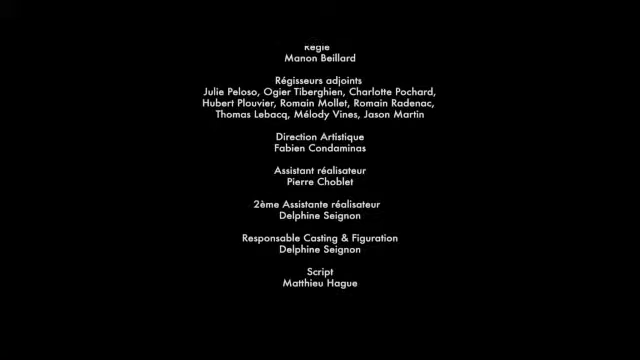 Régie
Manon Beillard
Régisseurs adjoints
Julie Peloso, Ogier Tiberghien, Charlotte Pochard,
Hubert Plouvier, Romain Mollet, Romain Radenac,
Thomas Lebacq, Mélody Vines, Jason Martin
Direction Artistique
Fabien Condaminas
Assistant réalisateur
Pierre Choblet
2ème Assistante réalisateur
Delphine Seignon
Responsable Casting & Figuration
Delphine Seignon
Script
Matthieu Hague